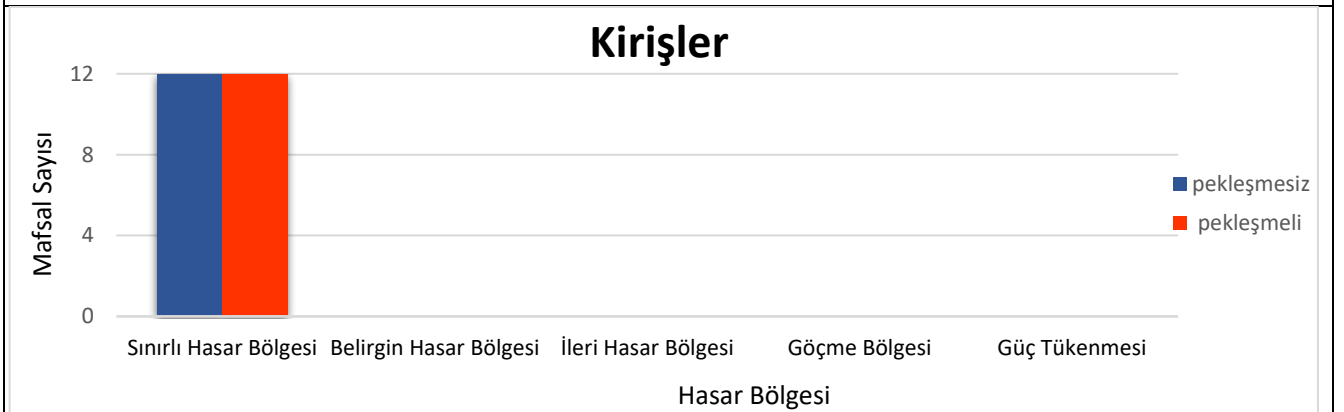 Kirişler
Mafsal Sayısı
12
8
4
0
Sınırlı Hasar Bölgesi Belirgin Hasar Bölgesi İleri Hasar Bölgesi Göçme Bölgesi Güç Tükenmesi
Hasar Bölgesi
pekleşmesiz
pekleşmeli